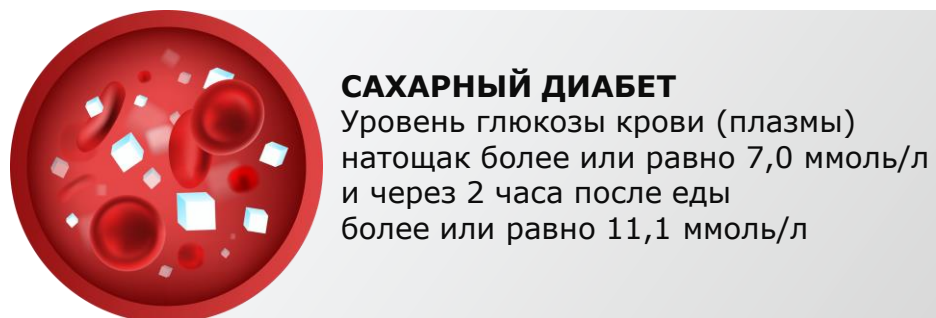 САХАРНЫЙ ДИАБЕТ
Уровень глюкозы крови (плазмы)
натощак более или равно 7,0 ммоль/л
и через 2 часа после еды
более или равно 11,1 ммоль/л